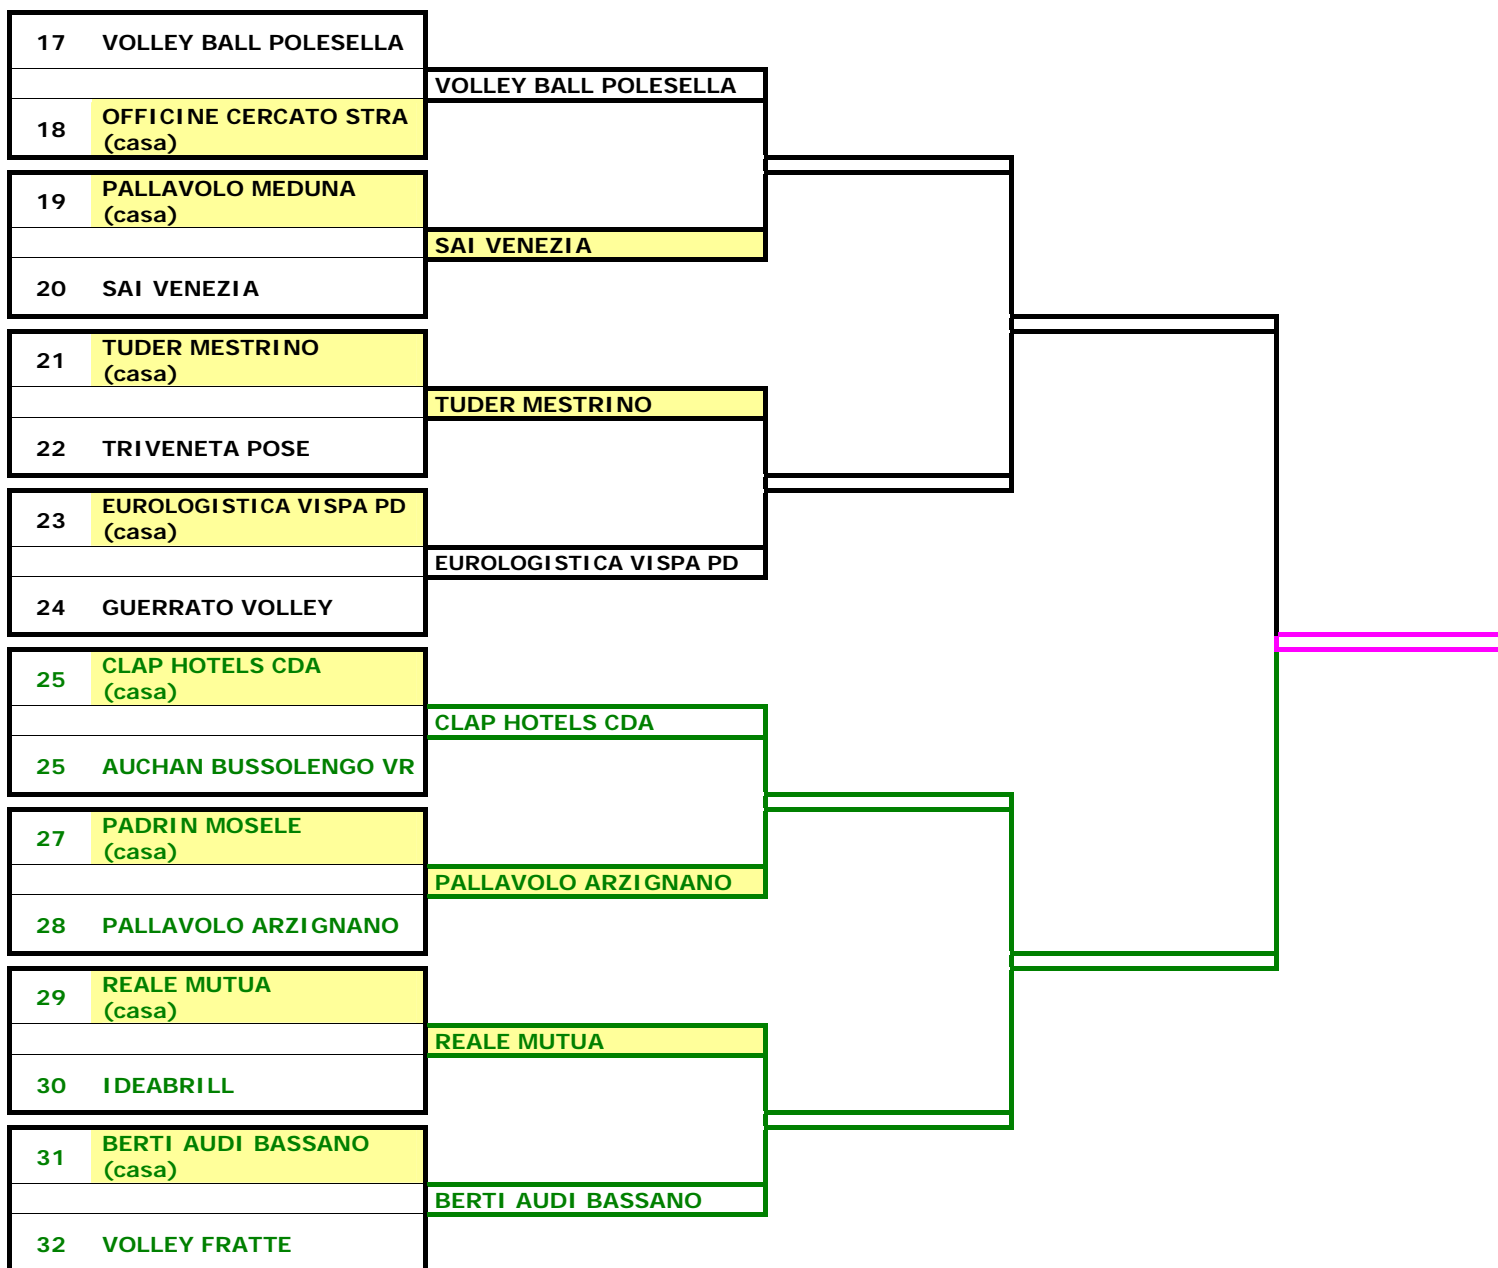 17 VOLLEY BALL POLESELLA
VOLLEY BALL POLESELLA
18 OFFICINE CERCATO STRA
(casa)
19 PALLAVOLO MEDUNA
(casa)
SAI VENEZIA
20 SAI VENEZIA
21 TUDER MESTRINO
(casa)
TUDER MESTRINO
22 TRIVENETA POSE
23 EUROLOGISTICA VISPA PD
(casa)
EUROLOGISTICA VISPA PD
24 GUERRATO VOLLEY
25 CLAP HOTELS CDA
(casa)
CLAP HOTELS CDA
25 AUCHAN BUSSOLENGO VR
27 PADRIN MOSELE
(casa)
PALLAVOLO ARZIGNANO
28 PALLAVOLO ARZIGNANO
29 REALE MUTUA
(casa)
REALE MUTUA
30 IDEABRILL
31 BERTI AUDI BASSANO
(casa)
BERTI AUDI BASSANO
32 VOLLEY FRATTE